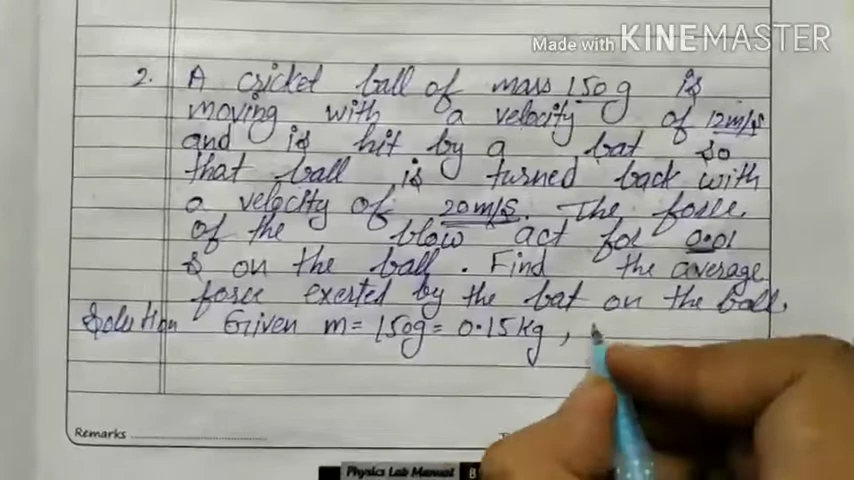 Made with KINEMASTER
2. A cricket ball of mass 150g is
moving with a velocity of 12m/s
and is hit by a bat so
that ball is turned back with
a velocity of 20m/s. The force
of the blow act for 0.01
s on the ball. Find the average
force exerted by the bat on the ball.
Solution Given m = 150g = 0.15kg,
Remarks
Physics Lab Manual